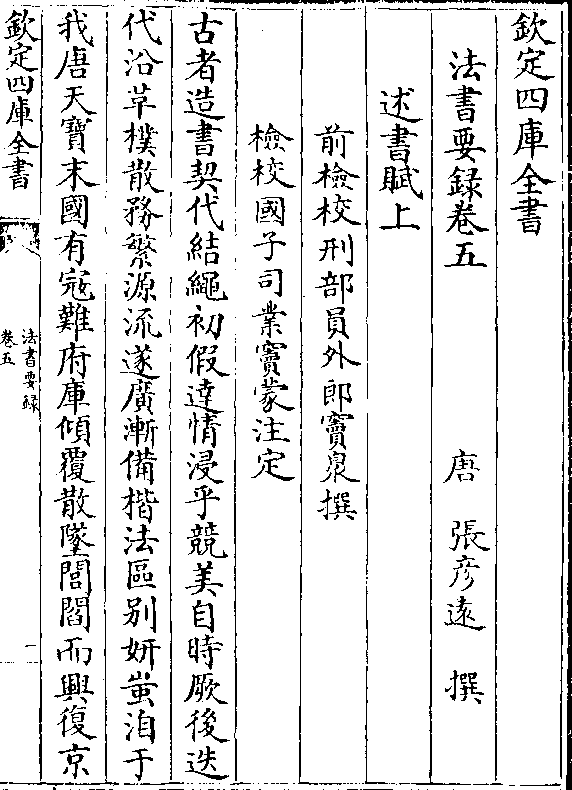 欽定四庫全書
法書要録卷五
唐 張彦遠 撰
述書賦上
前檢校刑部員外郎竇泉撰
檢校國子司業竇蒙注定
古者造書契代結繩初假達情浸乎競美自時厥後迭
代沿草樸散務繁源流遂廣漸備楷法區别妍蚩洎于
我唐天寶末國有寇難府庫傾覆散墜閭閻而興復京
欽定四庫全書
法書要録
卷五
一